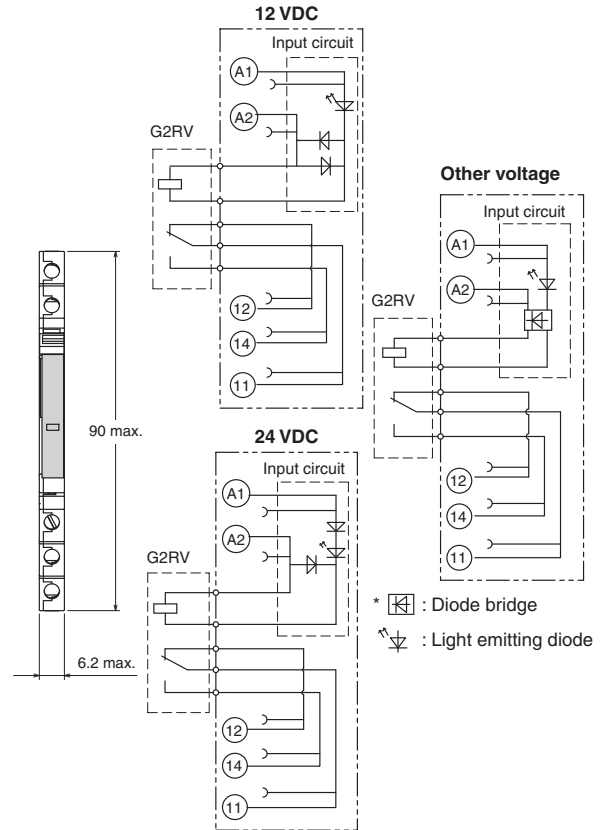 12 VDC
Input circuit
A1
A2
G2RV
12
14
11
Other voltage
Input circuit
A1
A2
G2RV
12
14
11
90 max.
6.2 max.
24 VDC
Input circuit
A1
A2
G2RV
12
14
11
* : Diode bridge
: Light emitting diode